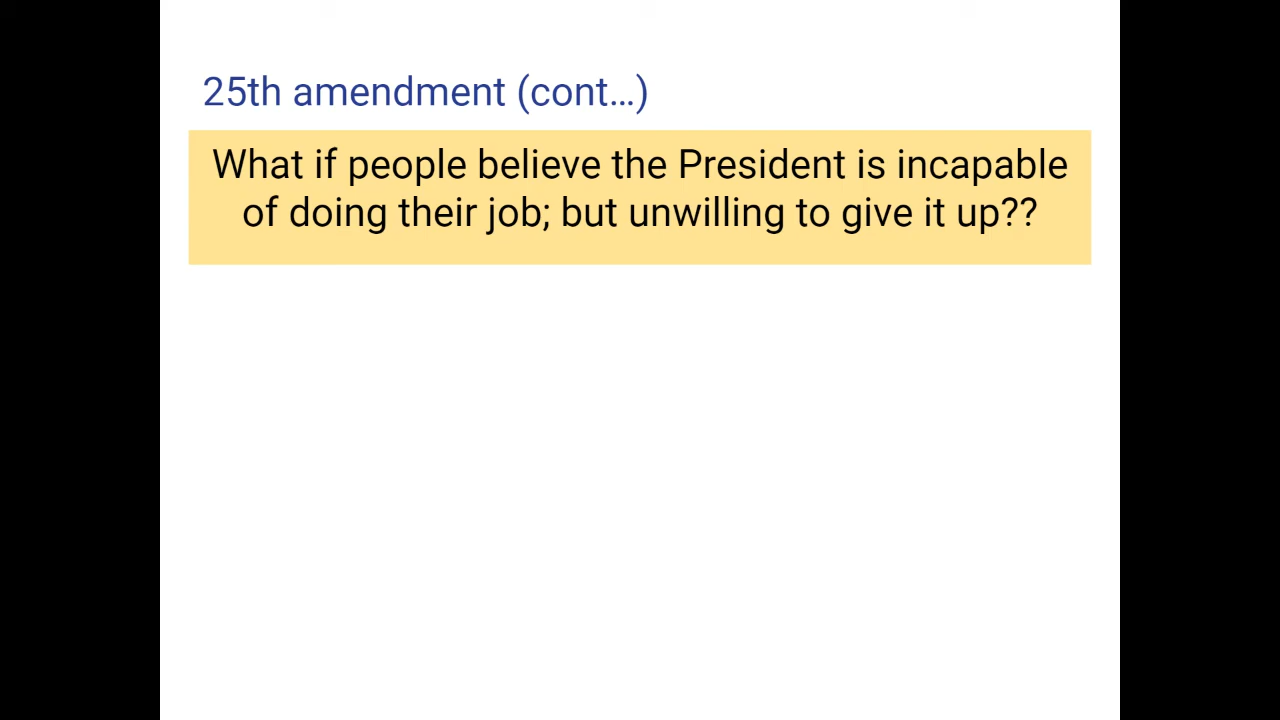 25th amendment (cont…)
What if people believe the President is incapable
of doing their job; but unwilling to give it up??